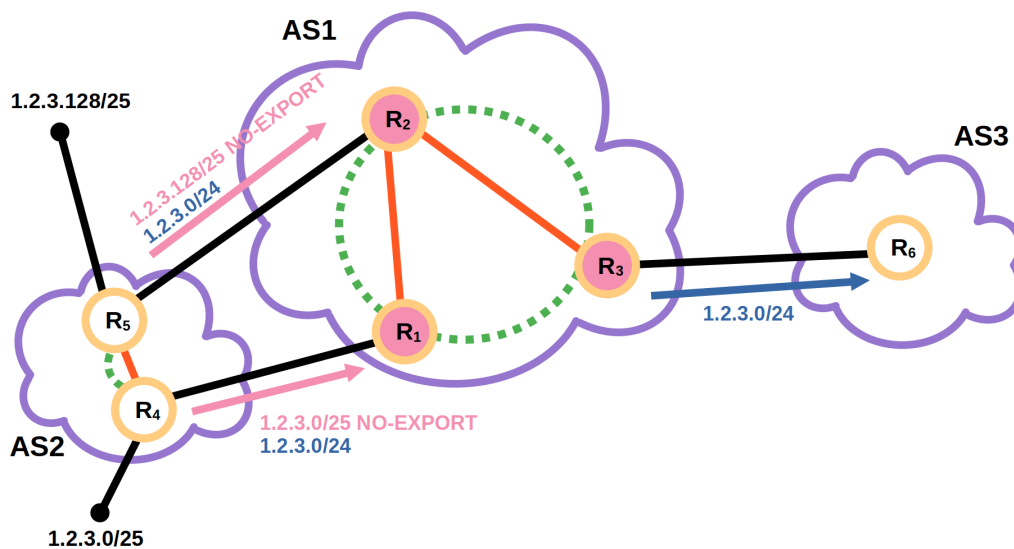 AS1
1.2.3.128/25
1.2.3.128/25 NO-EXPORT
1.2.3.0/24
R2
AS3
R6
R3
1.2.3.0/24
R5
R1
R4
1.2.3.0/25 NO-EXPORT
1.2.3.0/24
AS2
1.2.3.0/25